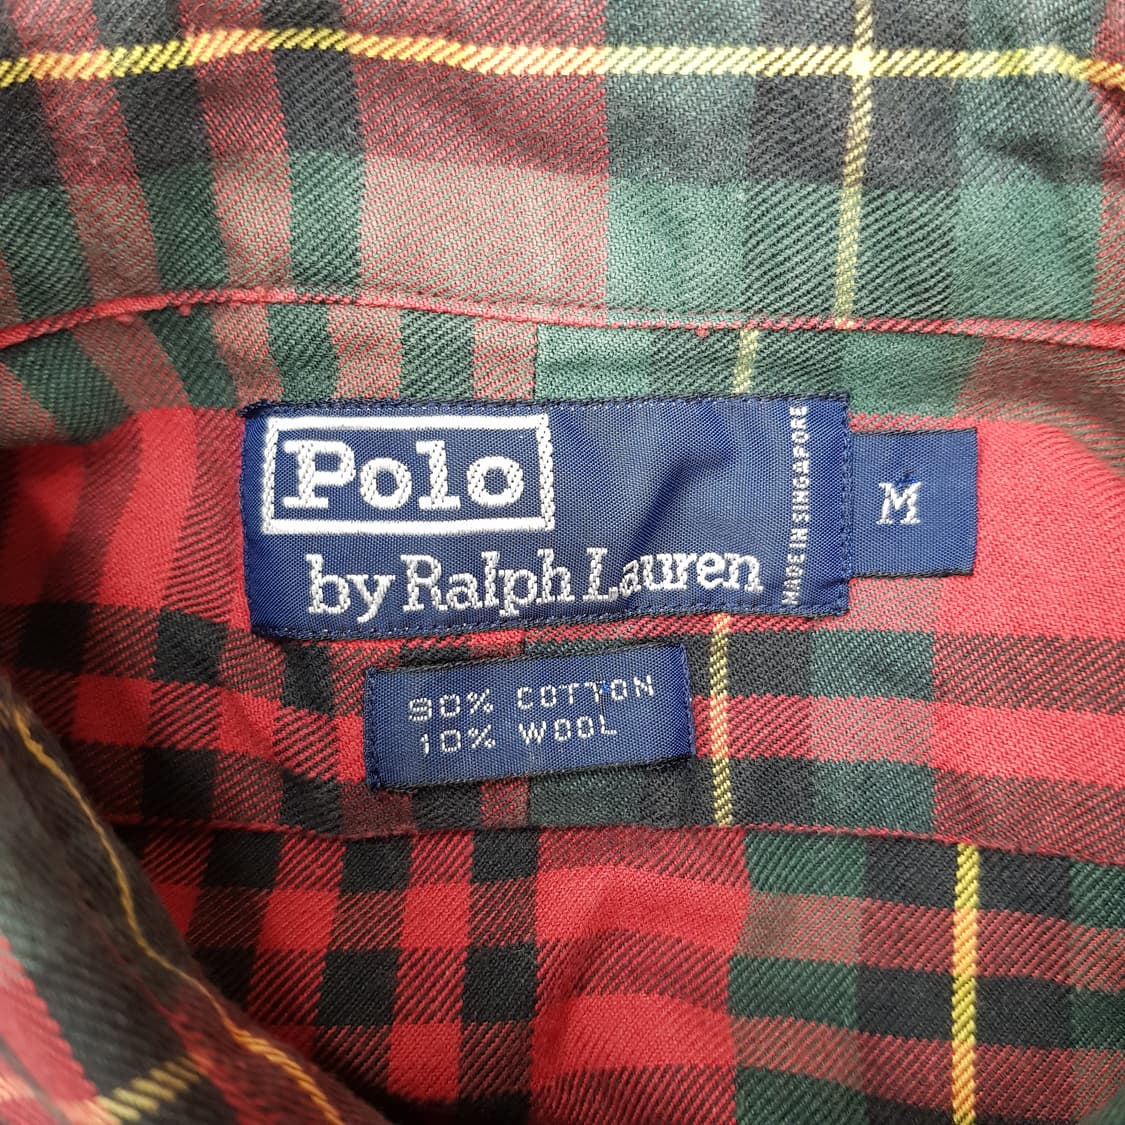 Polo
by Ralph Lauren
MADE IN SINGAPORE
M
90% COTTON
10% WOOL